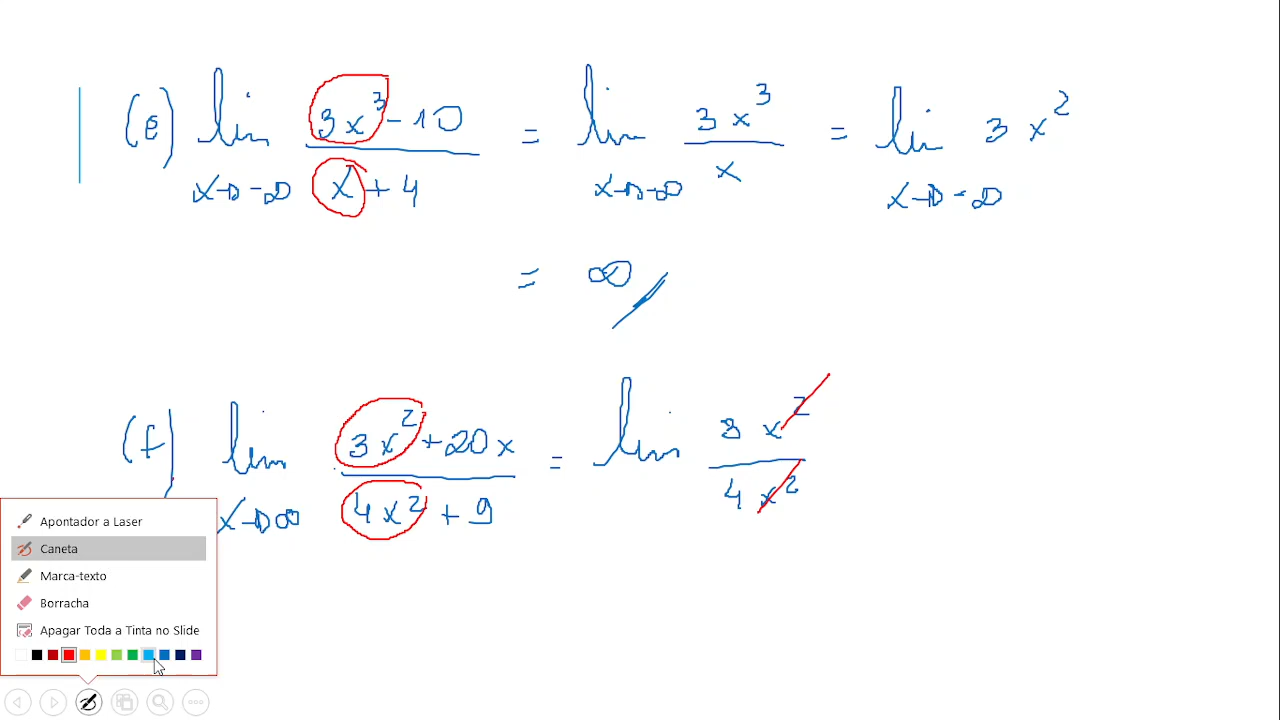 (e) lim 3x³ - 10 / x + 4 = lim 3x³ / x = lim 3x²
x→-∞ x→-∞ x→-∞
= ∞
(f) lim 3x² + 20x / 4x² + 9 = lim 3x² / 4x²
x→∞
Apontador a Laser
Caneta
Marca-texto
Borracha
Apagar Toda a Tinta no Slide